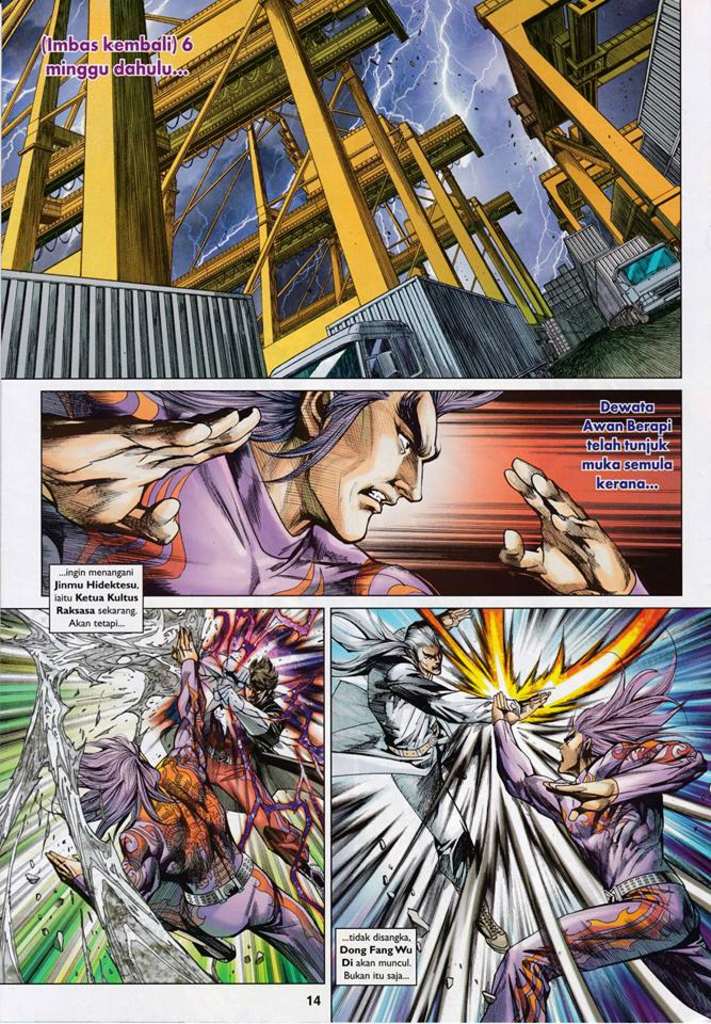 (Imbas kembali) 6
minggu dahulu...
Dewata
Awan Berapi
telah tunjuk
muka semula
kerana...
...ingin menangani
Jinmu Hidektesu,
iaitu Ketua Kultus
Raksasa sekarang.
Akan tetapi...
...tidak disangka,
Dong Fang Wu
Di akan muncul.
Bukan itu saja...
14